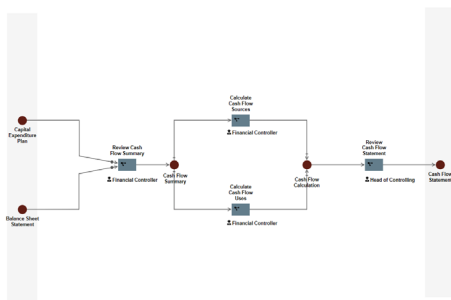 Capital
Expenditure
Plan
Balance Sheet
Statement
Review Cash
Flow Summary
Financial Controller
Cash Flow
Summary
Calculate
Cash Flow
Sources
Financial Controller
Calculate
Cash Flow
Uses
Financial Controller
Cash Flow
Calculation
Review
Cash Flow
Statement
Head of Controlling
Cash Flow
Statement